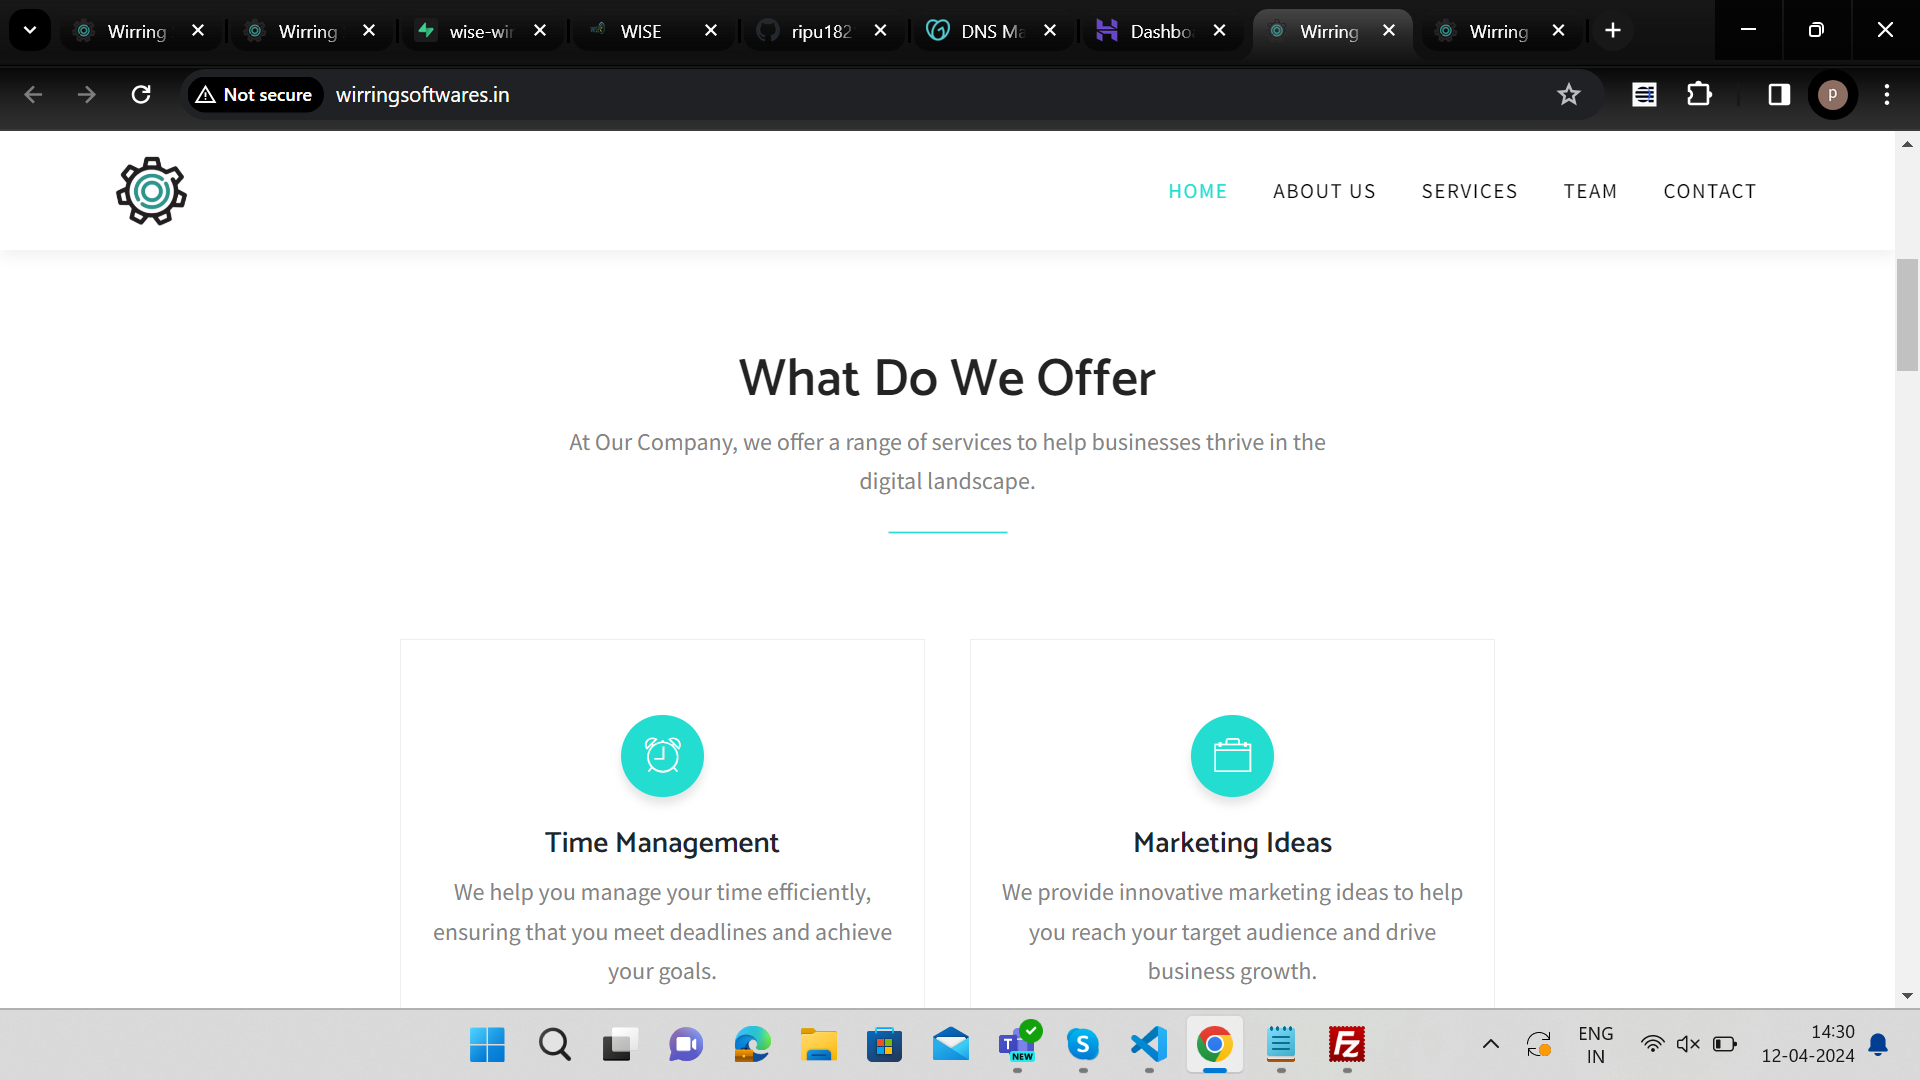 Wirring
Wirring
wise-wir
WISE
ripu182
DNS Ma
Dashbo
Wirring
Wirring
Not secure
wirringsoftwares.in
p
HOME
ABOUT US
SERVICES
TEAM
CONTACT
What Do We Offer
At Our Company, we offer a range of services to help businesses thrive in the
digital landscape.
Time Management
We help you manage your time efficiently,
ensuring that you meet deadlines and achieve
your goals.
Marketing Ideas
We provide innovative marketing ideas to help
you reach your target audience and drive
business growth.
T
NEW
S
Fz
ENG
IN
14:30
12-04-2024